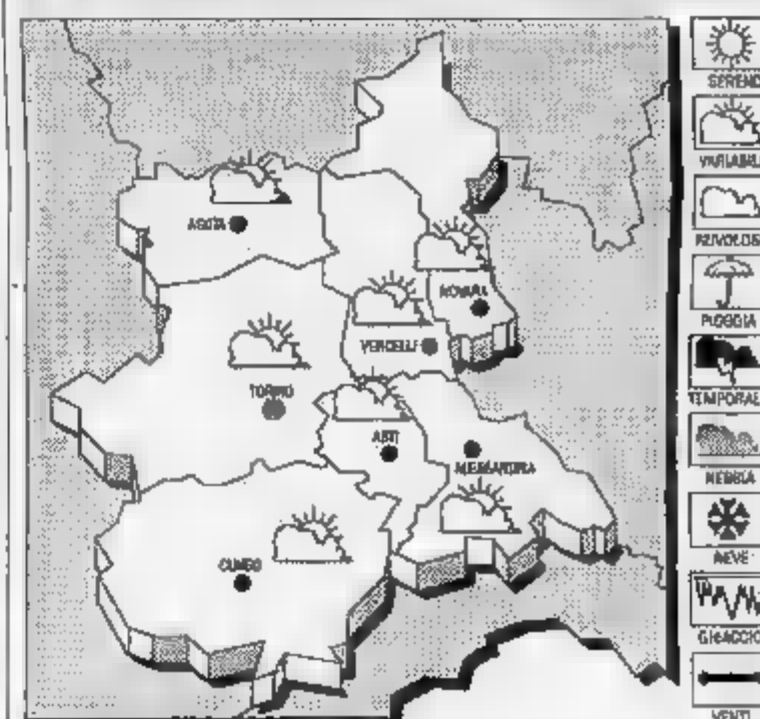 SERENO
VARIABILE
AOSTA
NUVOLOSO
NOVARA
PIOGGIA
VERCELLI
TEMPORALE
TORINO
ASTI
ALESSANDRIA
NEBBIA
NEVE
CUNEO
GHIACCIO
VENTI